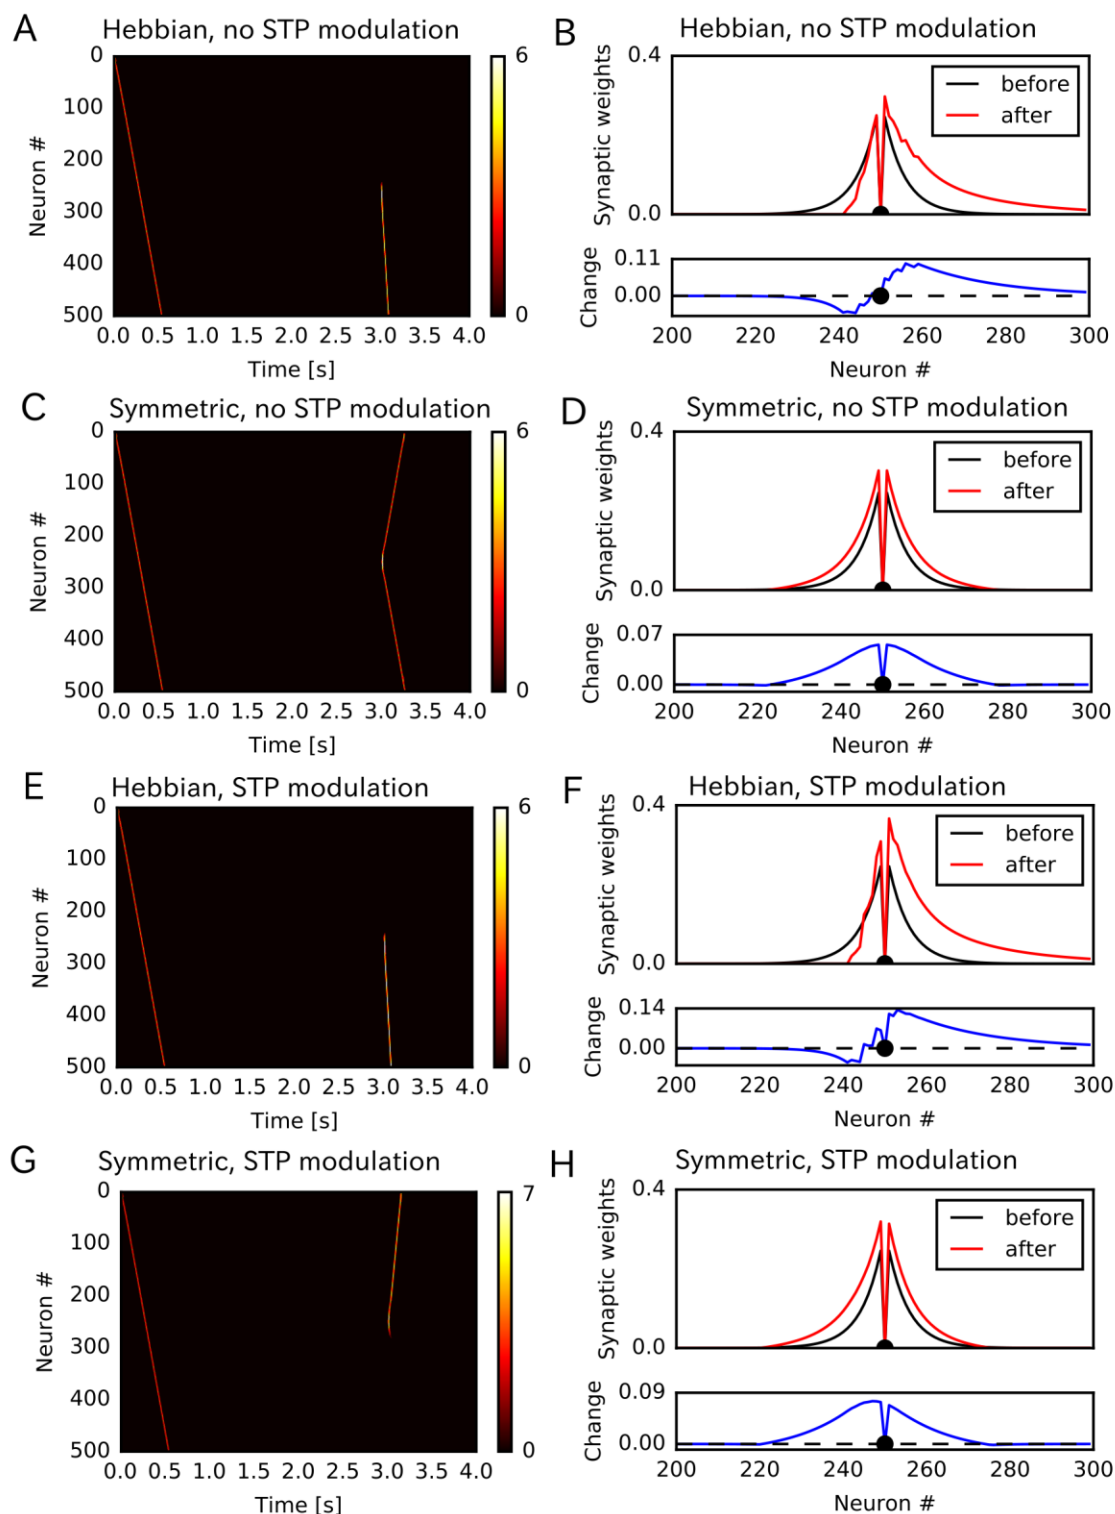 A
Hebbian, no STP modulation
0
100
200
300
400
500
Neuron #
0.0 0.5 1.0 1.5 2.0 2.5 3.0 3.5 4.0
Time [s]
6
0
B
Hebbian, no STP modulation
0.4
0.0
Synaptic weights
before
after
0.11
0.00
Change
200 220 240 260 280 300
Neuron #
C
Symmetric, no STP modulation
0
100
200
300
400
500
Neuron #
0.0 0.5 1.0 1.5 2.0 2.5 3.0 3.5 4.0
Time [s]
6
0
D
Symmetric, no STP modulation
0.4
0.0
Synaptic weights
before
after
0.07
0.00
Change
200 220 240 260 280 300
Neuron #
E
Hebbian, STP modulation
0
100
200
300
400
500
Neuron #
0.0 0.5 1.0 1.5 2.0 2.5 3.0 3.5 4.0
Time [s]
6
0
F
Hebbian, STP modulation
0.4
0.0
Synaptic weights
before
after
0.14
0.00
Change
200 220 240 260 280 300
Neuron #
G
Symmetric, STP modulation
0
100
200
300
400
500
Neuron #
0.0 0.5 1.0 1.5 2.0 2.5 3.0 3.5 4.0
Time [s]
7
0
H
Symmetric, STP modulation
0.4
0.0
Synaptic weights
before
after
0.09
0.00
Change
200 220 240 260 280 300
Neuron #